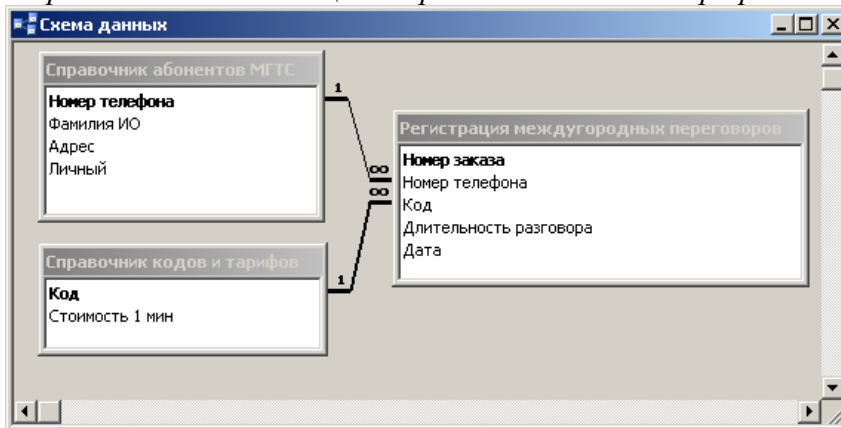 Схема данных
Справочник абонентов МГТС
Номер телефона
Фамилия ИО
Адрес
Личный
1
∞
∞
Регистрация междугородных переговоров
Номер заказа
Номер телефона
Код
Длительность разговора
Дата
Справочник кодов и тарифов
1
Код
Стоимость 1 мин